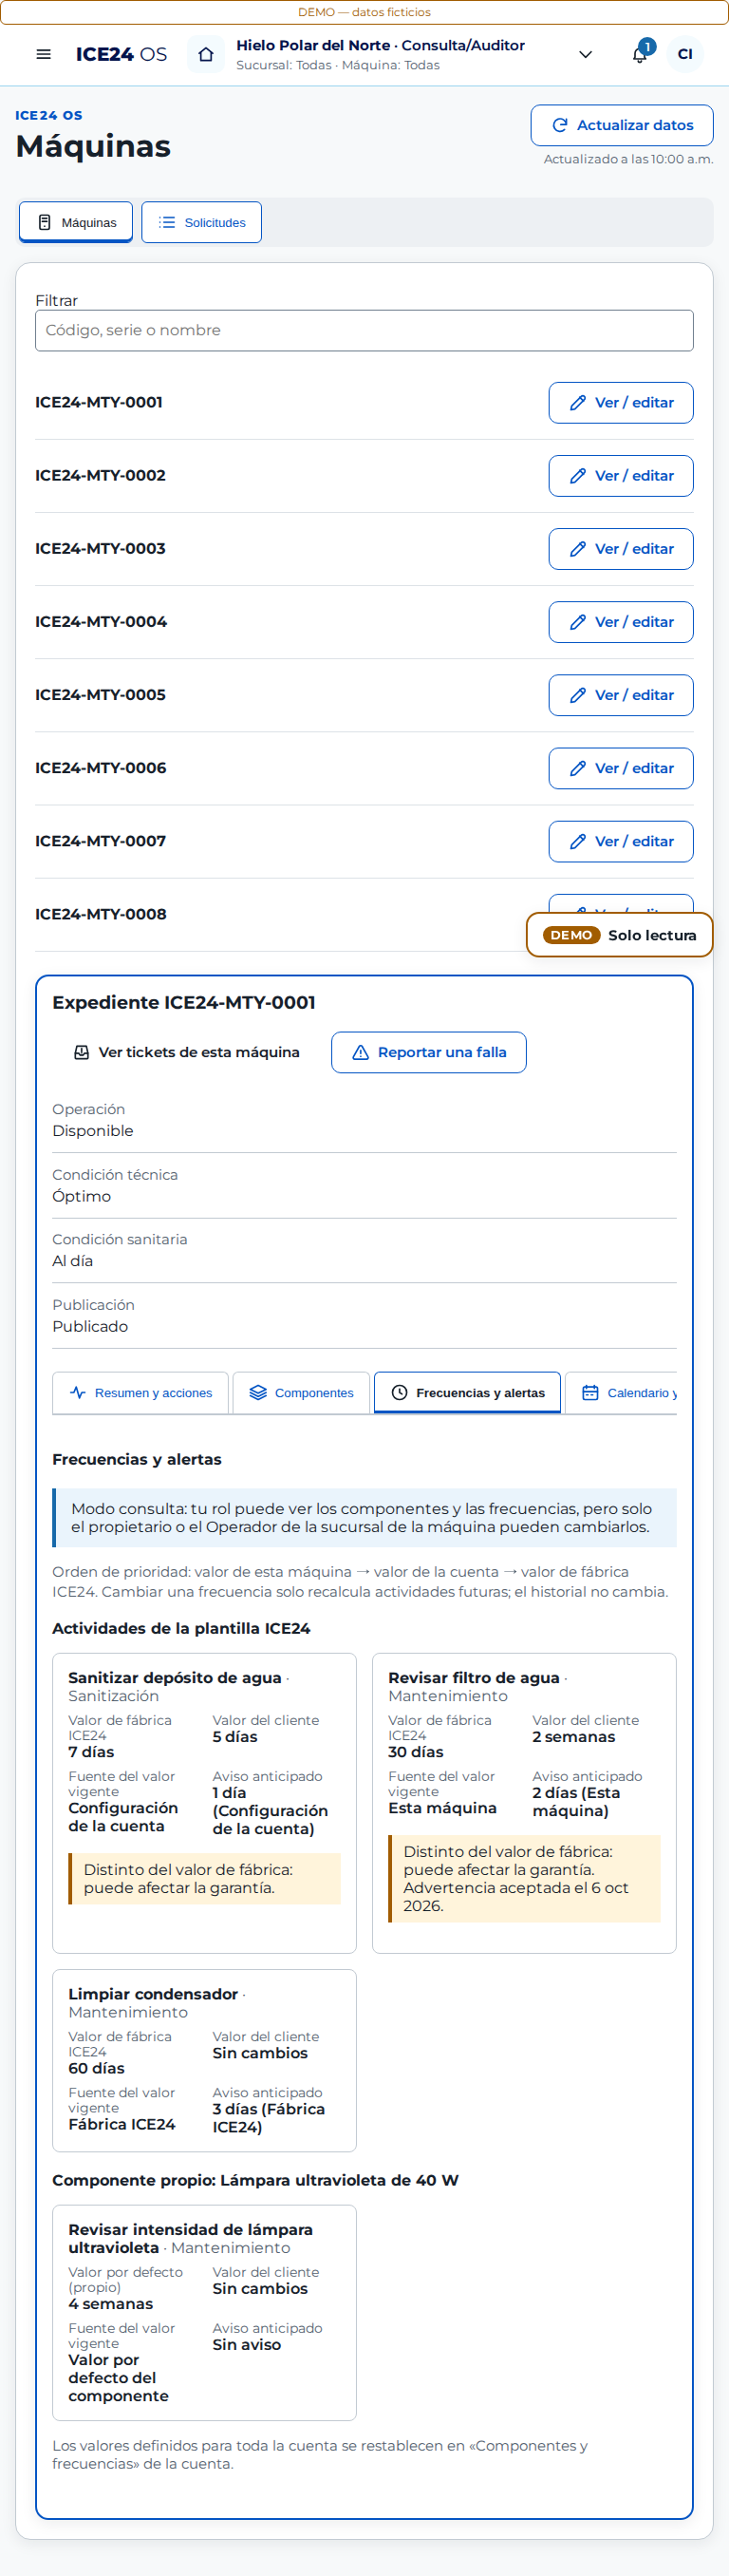 DEMO — datos ficticios
ICE24 OS
Hielo Polar del Norte · Consulta/Auditor
Sucursal: Todas · Máquina: Todas
1
CI
ICE24 OS
Máquinas
Actualizar datos
Actualizado a las 10:00 a.m.
Máquinas
Solicitudes
Filtrar
Código, serie o nombre
ICE24-MTY-0001
Ver / editar
ICE24-MTY-0002
Ver / editar
ICE24-MTY-0003
Ver / editar
ICE24-MTY-0004
Ver / editar
ICE24-MTY-0005
Ver / editar
ICE24-MTY-0006
Ver / editar
ICE24-MTY-0007
Ver / editar
ICE24-MTY-0008
DEMO Solo lectura
Expediente ICE24-MTY-0001
Ver tickets de esta máquina
Reportar una falla
Operación
Disponible
Condición técnica
Óptimo
Condición sanitaria
Al día
Publicación
Publicado
Resumen y acciones
Componentes
Frecuencias y alertas
Calendario y
Frecuencias y alertas
Modo consulta: tu rol puede ver los componentes y las frecuencias, pero solo
el propietario o el Operador de la sucursal de la máquina pueden cambiarlos.
Orden de prioridad: valor de esta máquina → valor de la cuenta → valor de fábrica
ICE24. Cambiar una frecuencia solo recalcula actividades futuras; el historial no cambia.
Actividades de la plantilla ICE24
Sanitizar depósito de agua ·
Sanitización
Valor de fábrica
ICE24
7 días
Valor del cliente
5 días
Fuente del valor
vigente
Configuración
de la cuenta
Aviso anticipado
1 día
(Configuración
de la cuenta)
Distinto del valor de fábrica:
puede afectar la garantía.
Revisar filtro de agua ·
Mantenimiento
Valor de fábrica
ICE24
30 días
Valor del cliente
2 semanas
Fuente del valor
vigente
Esta máquina
Aviso anticipado
2 días (Esta
máquina)
Distinto del valor de fábrica:
puede afectar la garantía.
Advertencia aceptada el 6 oct
2026.
Limpiar condensador ·
Mantenimiento
Valor de fábrica
ICE24
60 días
Valor del cliente
Sin cambios
Fuente del valor
vigente
Fábrica ICE24
Aviso anticipado
3 días (Fábrica
ICE24)
Componente propio: Lámpara ultravioleta de 40 W
Revisar intensidad de lámpara
ultravioleta · Mantenimiento
Valor por defecto
(propio)
4 semanas
Valor del cliente
Sin cambios
Fuente del valor
vigente
Valor por
defecto del
componente
Aviso anticipado
Sin aviso
Los valores definidos para toda la cuenta se restablecen en «Componentes y
frecuencias» de la cuenta.